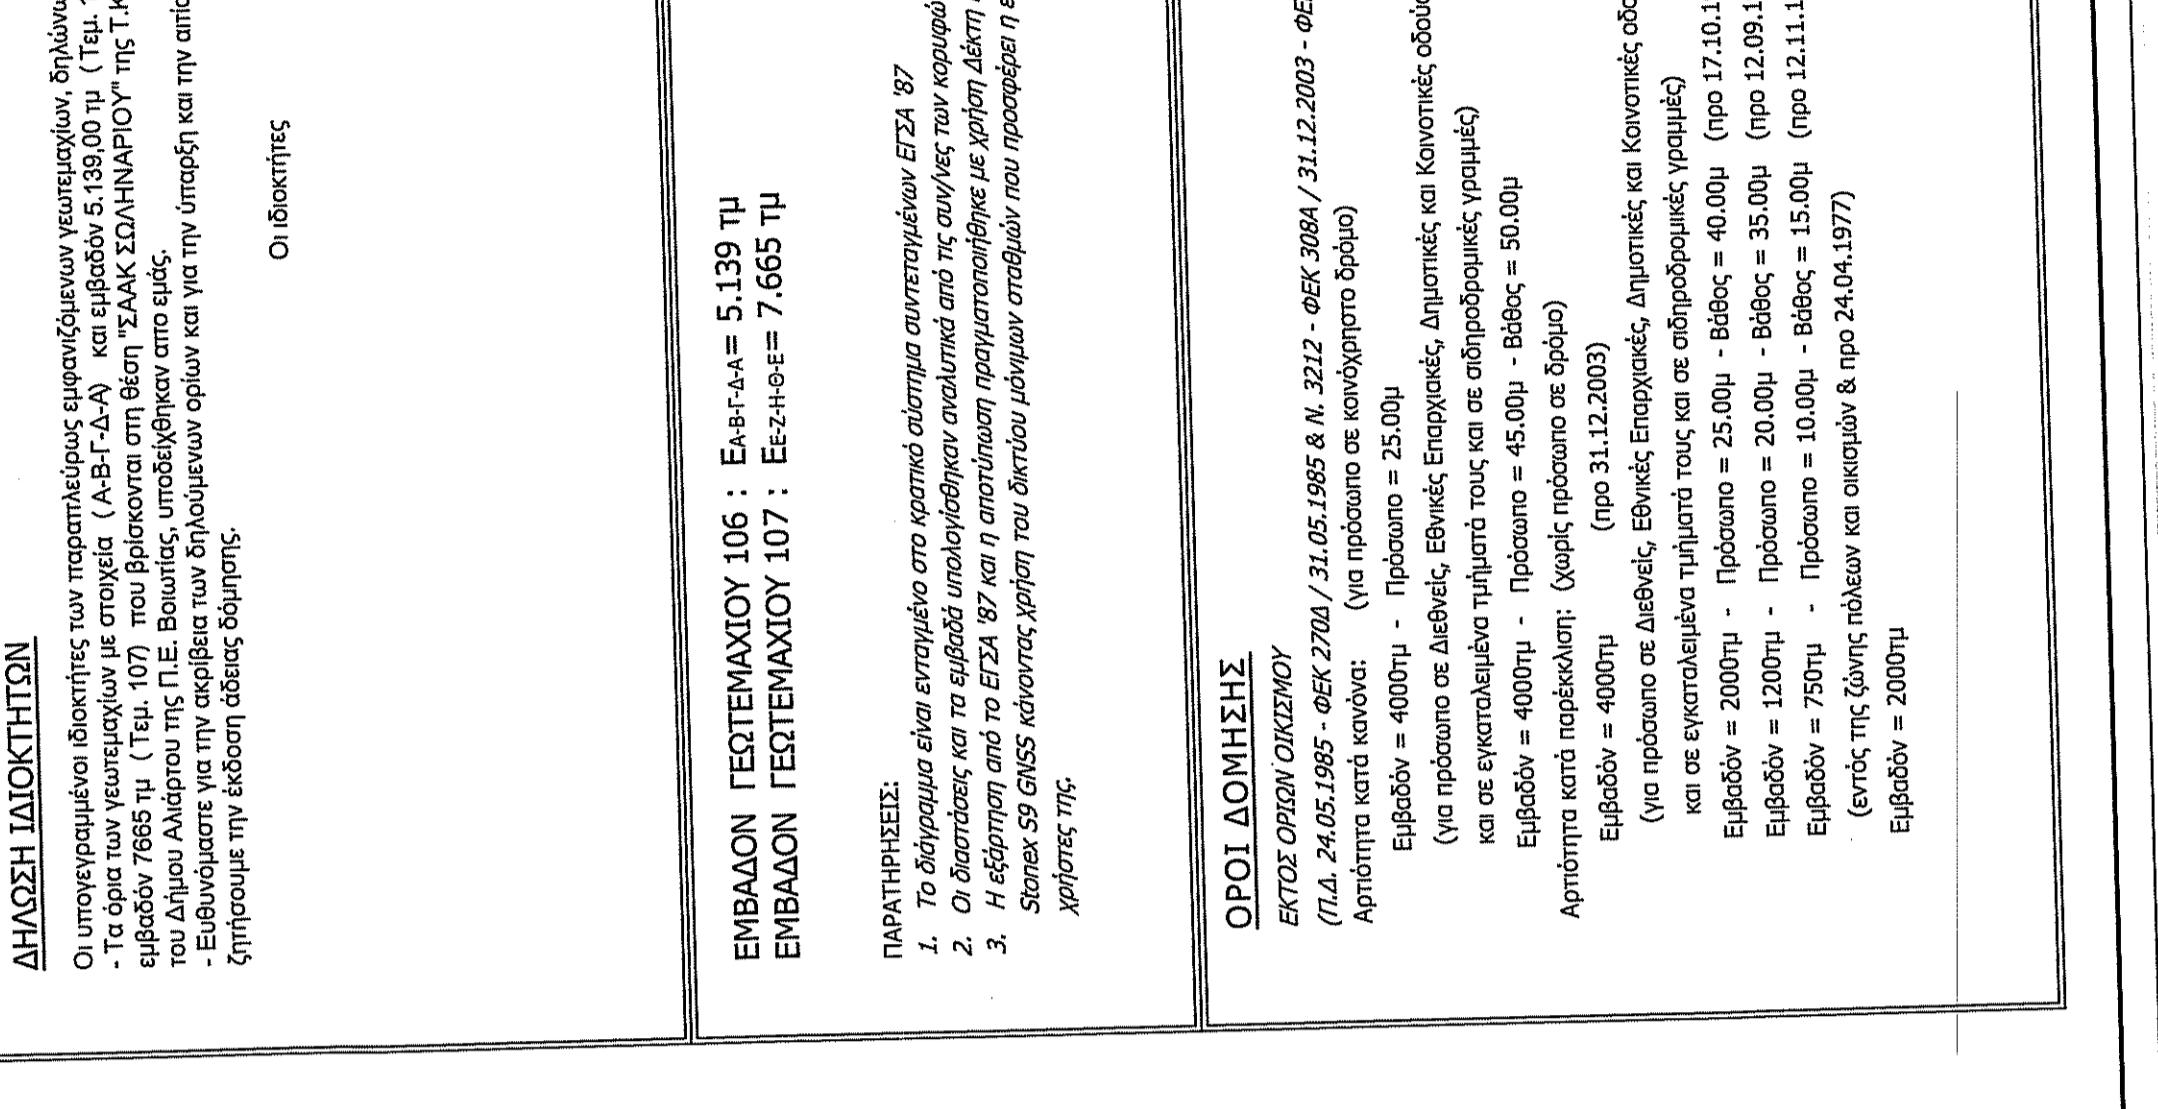 ΔΗΛΩΣΗ ΙΔΙΟΚΤΗΤΩΝ
Οι υπογεγραμμένοι ιδιοκτήτες των παραπλεύρως εμφανιζόμενων γεωτεμαχίων, δηλώνου
- Τα όρια των γεωτεμαχίων με στοιχεία ( Α-Β-Γ-Δ-Α) και εμβαδόν 5.139,00 τμ ( Τεμ.
εμβαδόν 7665 τμ ( Τεμ. 107) που βρίσκονται στη θέση "ΣΑΑΚ ΣΩΛΗΝΑΡΙΟΥ" της Τ.Κ
του Δήμου Αλιάρτου της Π.Ε. Βοιωτίας, υποδείχθηκαν απο εμάς.
- Ευθυνόμαστε για την ακρίβεια των δηλούμενων ορίων και για την ύπαρξη και την αιτίο
ζητήσουμε την έκδοση άδειας δόμησης.
Οι ιδιοκτήτες
ΕΜΒΑΔΟΝ ΓΕΩΤΕΜΑΧΙΟΥ 106 : ΕΑ-Β-Γ-Δ-Α= 5.139 τμ
ΕΜΒΑΔΟΝ ΓΕΩΤΕΜΑΧΙΟΥ 107 : ΕΕ-Ζ-Η-Θ-Ε= 7.665 τμ
ΠΑΡΑΤΗΡΗΣΕΙΣ:
1. Το διάγραμμα είναι ενταγμένο στο κρατικό σύστημα συντεταγμένων ΕΓΣΑ '87
2. Οι διαστάσεις και τα εμβαδά υπολογίσθηκαν αναλυτικά από τις συν/νες των κορυφώ
3. Η εξάρτηση από το ΕΓΣΑ '87 και η αποτύπωση πραγματοποιήθηκε με χρήση Δέκτη
Stonex S9 GNSS κάνοντας χρήση του δικτύου μόνιμων σταθμών που προσφέρει η ε
χρήστες της.
ΟΡΟΙ ΔΟΜΗΣΗΣ
ΕΚΤΟΣ ΟΡΙΩΝ ΟΙΚΙΣΜΟΥ
(Π.Δ. 24.05.1985 - ΦΕΚ 270Δ / 31.05.1985 & Ν. 3212 - ΦΕΚ 308Α / 31.12.2003 - ΦΕ
Αρτιότητα κατά κανόνα: (για πρόσωπο σε κοινόχρηστο δρόμο)
Εμβαδόν = 4000τμ - Πρόσωπο = 25.00μ
(για πρόσωπο σε Διεθνείς, Εθνικές Επαρχιακές, Δημοτικές και Κοινοτικές οδούς
και σε εγκαταλειμένα τμήματά τους και σε σιδηροδρομικές γραμμές)
Εμβαδόν = 4000τμ - Πρόσωπο = 45.00μ - Βάθος = 50.00μ
Αρτιότητα κατά παρέκκλιση: (χωρίς πρόσωπο σε δρόμο)
Εμβαδόν = 4000τμ (προ 31.12.2003)
(για πρόσωπο σε Διεθνείς, Εθνικές Επαρχιακές, Δημοτικές και Κοινοτικές οδο
και σε εγκαταλειμένα τμήματά τους και σε σιδηροδρομικές γραμμές)
Εμβαδόν = 2000τμ - Πρόσωπο = 25.00μ - Βάθος = 40.00μ (προ 17.10.1
Εμβαδόν = 1200τμ - Πρόσωπο = 20.00μ - Βάθος = 35.00μ (προ 12.09.1
Εμβαδόν = 750τμ - Πρόσωπο = 10.00μ - Βάθος = 15.00μ (προ 12.11.1
(εντός της ζώνης πόλεων και οικισμών & προ 24.04.1977)
Εμβαδόν = 2000τμ